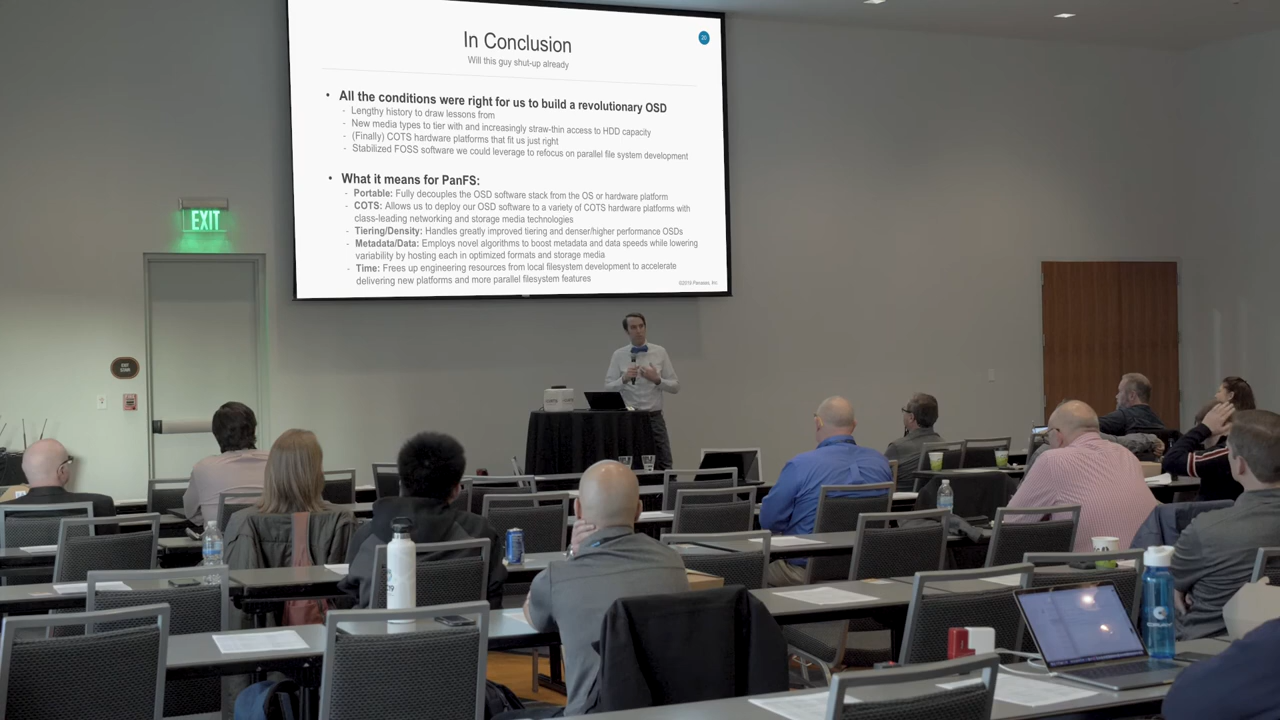 20
In Conclusion
Will this guy shut-up already
• All the conditions were right for us to build a revolutionary OSD
- Lengthy history to draw lessons from
- New media types to tier with and increasingly straw-thin access to HDD capacity
- (Finally) COTS hardware platforms that fit us just right
- Stabilized FOSS software we could leverage to refocus on parallel file system development
• What it means for PanFS:
- Portable: Fully decouples the OSD software stack from the OS or hardware platform
- COTS: Allows us to deploy our OSD software to a variety of COTS hardware platforms with
class-leading networking and storage media technologies
- Tiering/Density: Handles greatly improved tiering and denser/higher performance OSDs
- Metadata/Data: Employs novel algorithms to boost metadata and data speeds while lowering
variability by hosting each in optimized formats and storage media
- Time: Frees up engineering resources from local filesystem development to accelerate
delivering new platforms and more parallel filesystem features
©2019 Panasas, Inc
EXIT